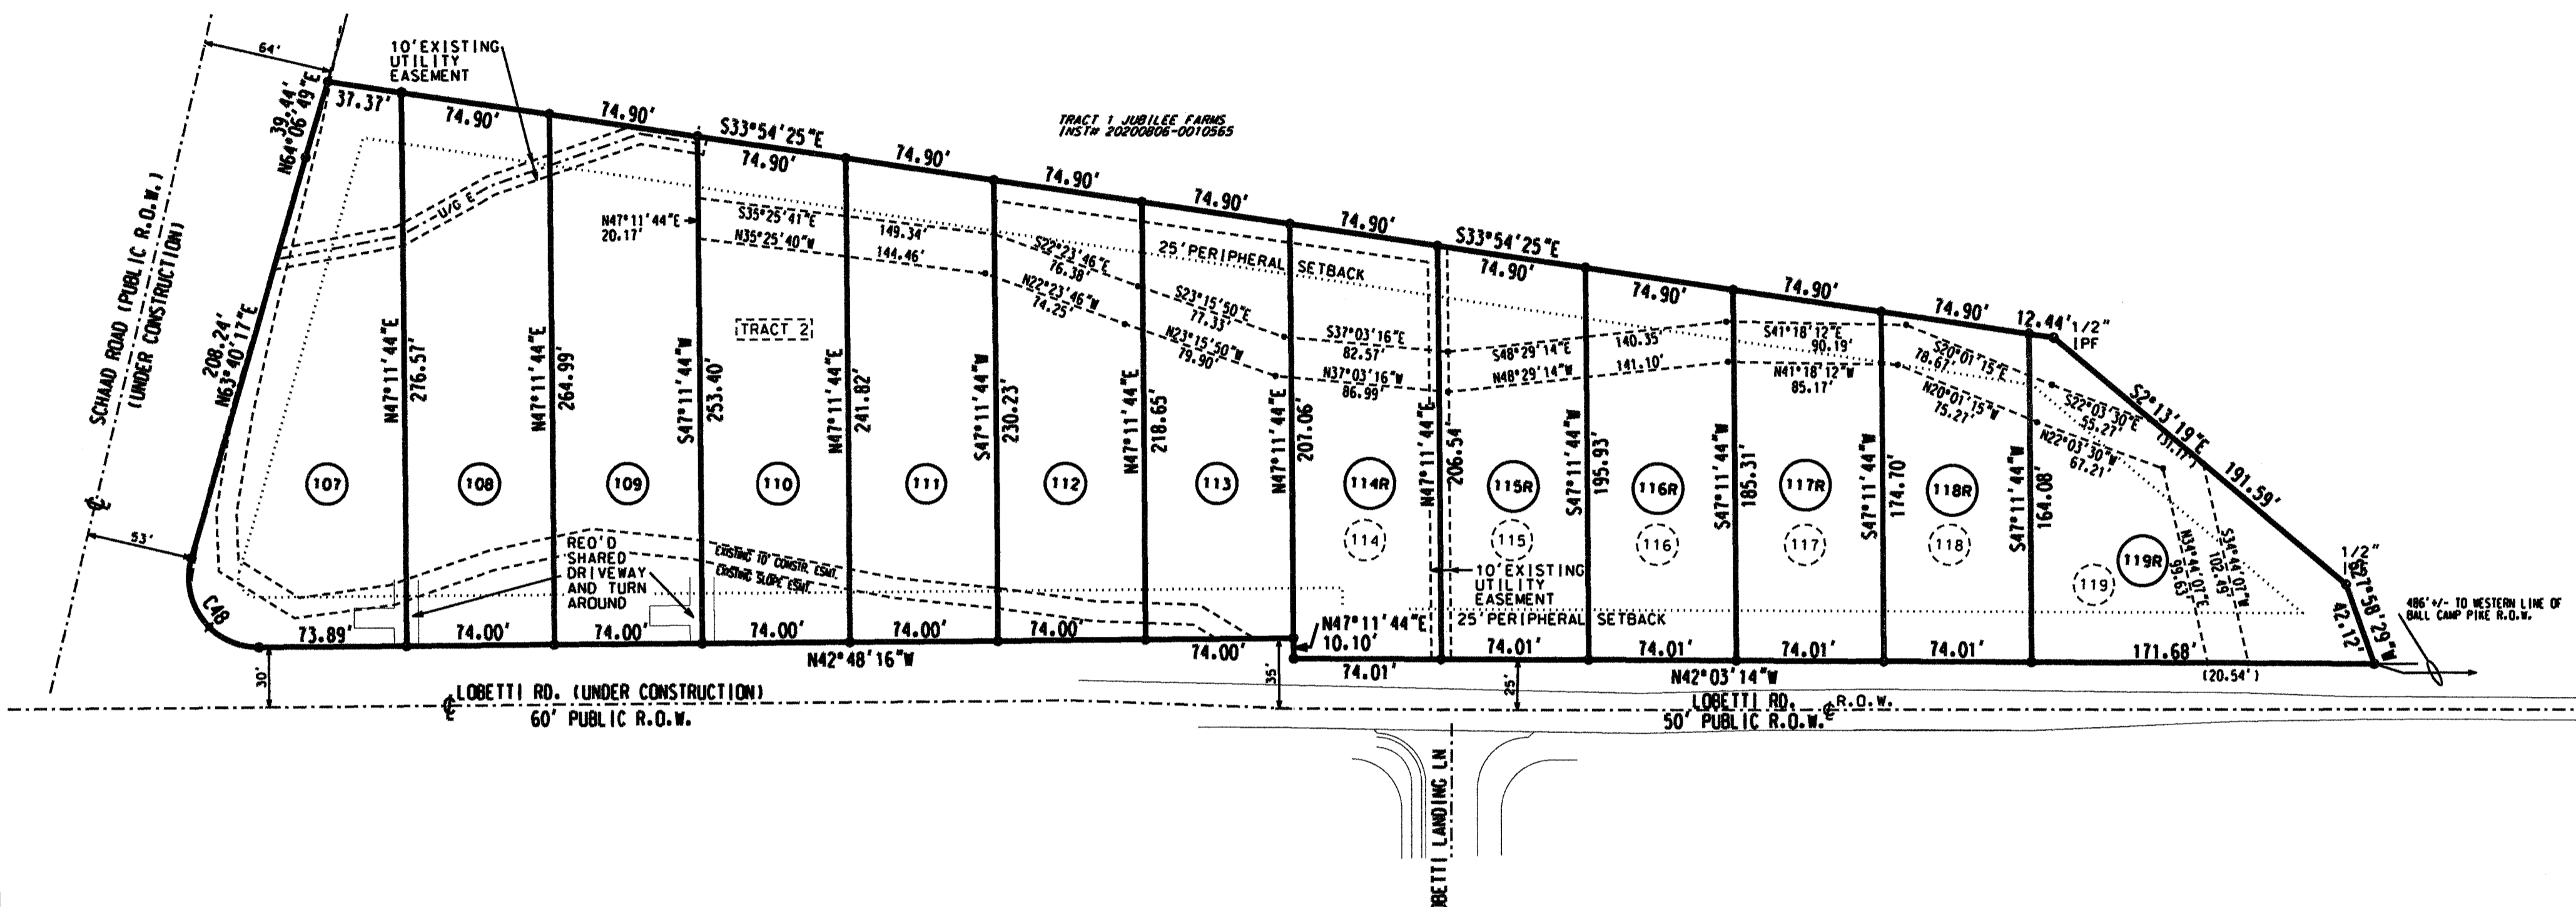 64'
10' EXISTING
UTILITY
EASEMENT
37.37'
74.90'
74.90'
S33°54'25"E
74.90'
74.90'
74.90'
74.90'
74.90'
S33°54'25"E
74.90'
74.90'
74.90'
74.90'
12.44'
1/2"
IPF
TRACT 1 JUBILEE FARMS
INST# 20200806-0010565
39.44'
N64°06'49"E
SCHAAD ROAD (PUBLIC R.O.W.)
(UNDER CONSTRUCTION)
208.24'
N63°40'17"E
U/G E
N47°11'44"E
20.17'
S35°25'41"E
149.34'
N35°25'40"W
144.46'
S22°23'46"E
76.38'
N22°23'46"W
74.25'
25' PERIPHERAL SETBACK
S23°15'50"E
77.33'
N23°15'50"W
79.90'
S37°03'16"E
82.57'
N37°03'16"W
86.99'
S48°29'14"E
140.35'
N48°29'14"W
141.10'
S41°18'12"E
90.19'
N41°18'12"W
85.17'
S20°01'15"E
78.67'
N20°01'15"W
75.27'
S22°03'30"E
55.27'
(31.17')
N22°03'30"W
67.21'
S2°13'19"E
191.59'
TRACT 2
N47°11'44"E
276.57'
N47°11'44"E
264.99'
S47°11'44"W
253.40'
N47°11'44"E
241.82'
S47°11'44"W
230.23'
N47°11'44"E
218.65'
N47°11'44"E
207.06'
N47°11'44"E
206.54'
S47°11'44"W
195.93'
S47°11'44"W
185.31'
S47°11'44"W
174.70'
S47°11'44"W
164.08'
107
108
109
110
111
112
113
114R
115R
116R
117R
118R
119R
114
115
116
117
118
119
N34°44'07"E
99.63'
S34°44'07"W
102.49'
1/2"
S27°58'29"W
42.12'
486' +/- TO WESTERN LINE OF
BALL CAMP PIKE R.O.W.
53'
REQ'D
SHARED
DRIVEWAY
AND TURN
AROUND
EXISTING 10' CONSTR. ESMT.
EXISTING SLOPE ESMT.
10' EXISTING
UTILITY
EASEMENT
25' PERIPHERAL SETBACK
N47°11'44"E
10.10'
C48
73.89'
74.00'
74.00'
74.00'
74.00'
74.00'
74.00'
N42°48'16"W
74.01'
74.01'
74.01'
74.01'
74.01'
171.68'
(20.54')
N42°03'14"W
30'
35'
25'
LOBETTI RD. (UNDER CONSTRUCTION)
60' PUBLIC R.O.W.
LOBETTI RD.
R.O.W.
50' PUBLIC R.O.W.
OBETTI LANDING LN